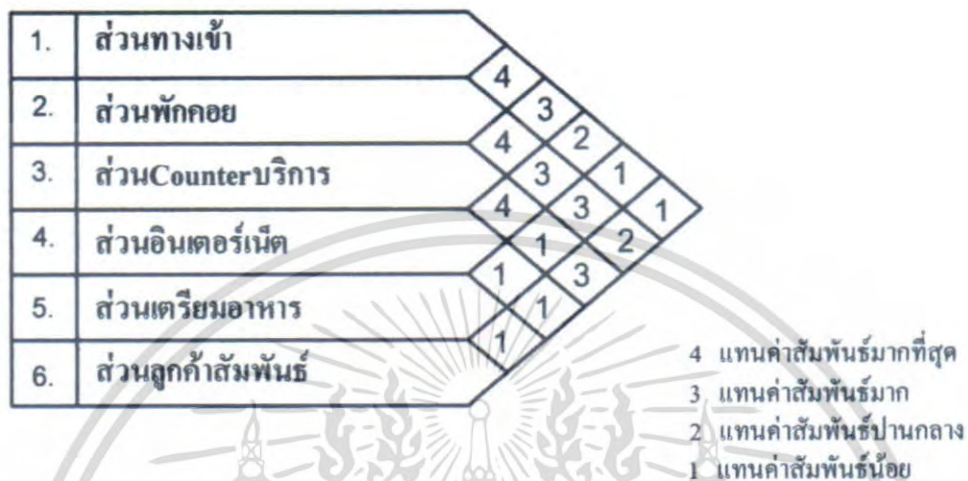 1. ส่วนทางเข้า
4
3
2. ส่วนพักคอย
4
2
3. ส่วนCounterบริการ
3
1
4
3
1
4. ส่วนอินเตอร์เน็ต
1
2
1
3
5. ส่วนเตรียมอาหาร
1
1
6. ส่วนลูกค้าสัมพันธ์
4 แทนค่าสัมพันธ์มากที่สุด
3 แทนค่าสัมพันธ์มาก
2 แทนค่าสัมพันธ์ปานกลาง
1 แทนค่าสัมพันธ์น้อย